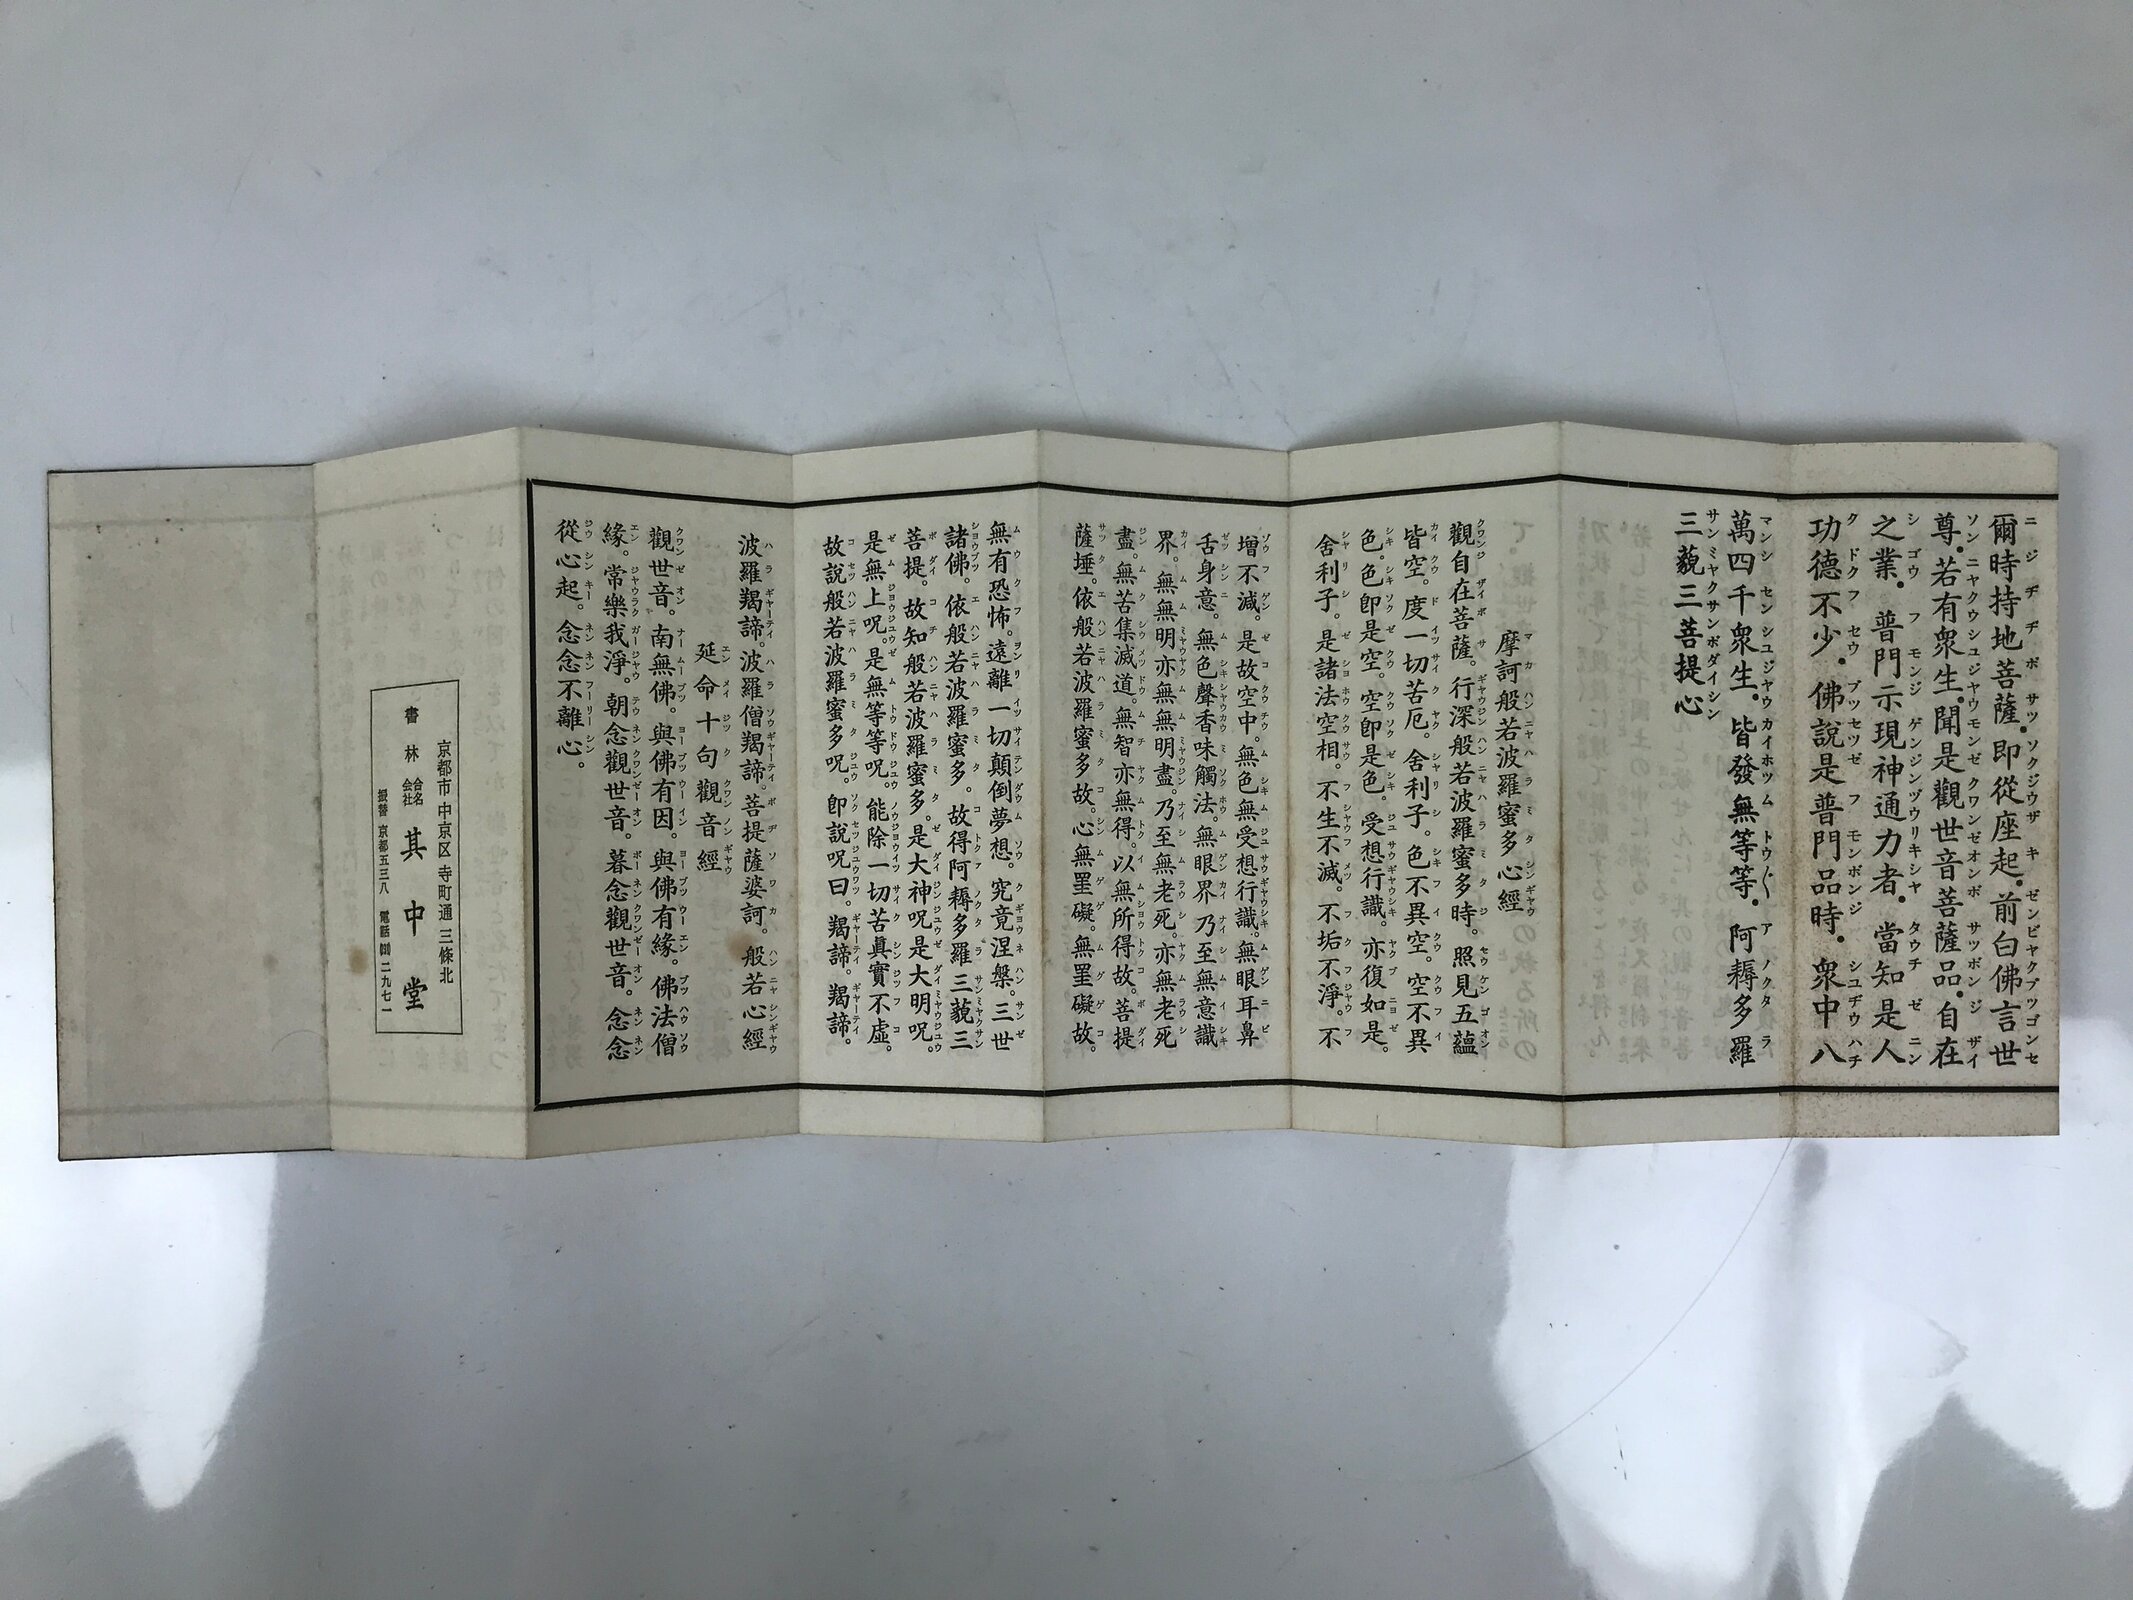 爾時持地菩薩。即從座起。前白佛言世
尊。若有衆生聞是觀世音菩薩品。自在
之業。普門示現神通力者。當知是人
功德不少。佛說是普門品時。衆中八
萬四千衆生。皆發無等等。阿耨多羅
三藐三菩提心
摩訶般若波羅蜜多心經
觀自在菩薩。行深般若波羅蜜多時。照見五蘊
皆空。度一切苦厄。舍利子。色不異空。空不異
色。色卽是空。空卽是色。受想行識。亦復如是。
舍利子。是諸法空相。不生不滅。不垢不淨。不
增不減。是故空中。無色無受想行識。無眼耳鼻
舌身意。無色聲香味觸法。無眼界乃至無意識
界。無無明亦無無明盡。乃至無老死。亦無老死
盡。無苦集滅道。無智亦無得。以無所得故。菩提
薩埵。依般若波羅蜜多故。心無罣礙。無罣礙故。
無有恐怖。遠離一切顛倒夢想。究竟涅槃。三世
諸佛。依般若波羅蜜多。故得阿耨多羅三藐三
菩提。故知般若波羅蜜多。是大神呪是大明呪。
是無上呪。是無等等呪。能除一切苦眞實不虛。
故說般若波羅蜜多呪。卽說呪曰。羯諦。羯諦。
波羅羯諦。波羅僧羯諦。菩提薩婆訶。般若心經
延命十句觀音經
觀世音。南無佛。與佛有因。與佛有緣。佛法僧
緣。常樂我淨。朝念觀世音。暮念觀世音。念念
從心起。念念不離心。
京都市中京区寺町通三條北
書林 合名会社 其中堂
振替 京都五三八 電話 二九七一